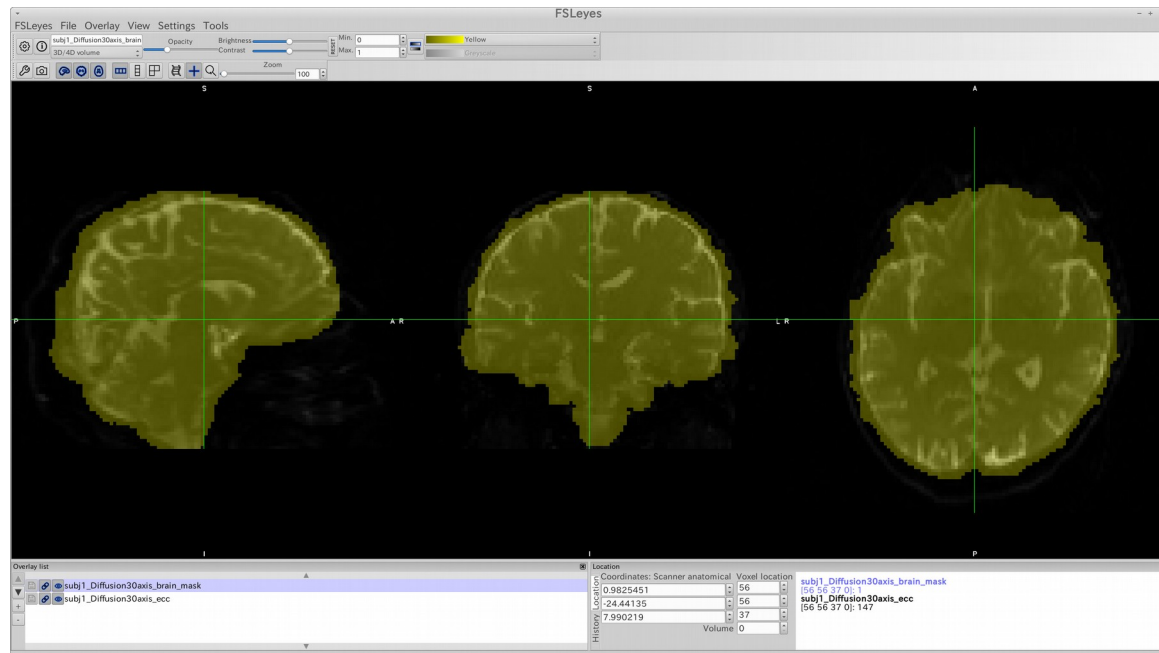 FSLeyes
FSLeyes File Overlay View Settings Tools
subj1_Diffusion30axis_brain Opacity Brightness RESET Min. 0 Yellow
3D/4D volume Contrast Max. 1 Greyscale
Zoom
100
S S A
P A R L R
I I P
Overlay list
subj1_Diffusion30axis_brain_mask
subj1_Diffusion30axis_ecc
Location
History Location
Coordinates: Scanner anatomical Voxel location
0.9825451 56
-24.44135 56
7.990219 37
Volume 0
subj1_Diffusion30axis_brain_mask
[56 56 37 0]: 1
subj1_Diffusion30axis_ecc
[56 56 37 0]: 147